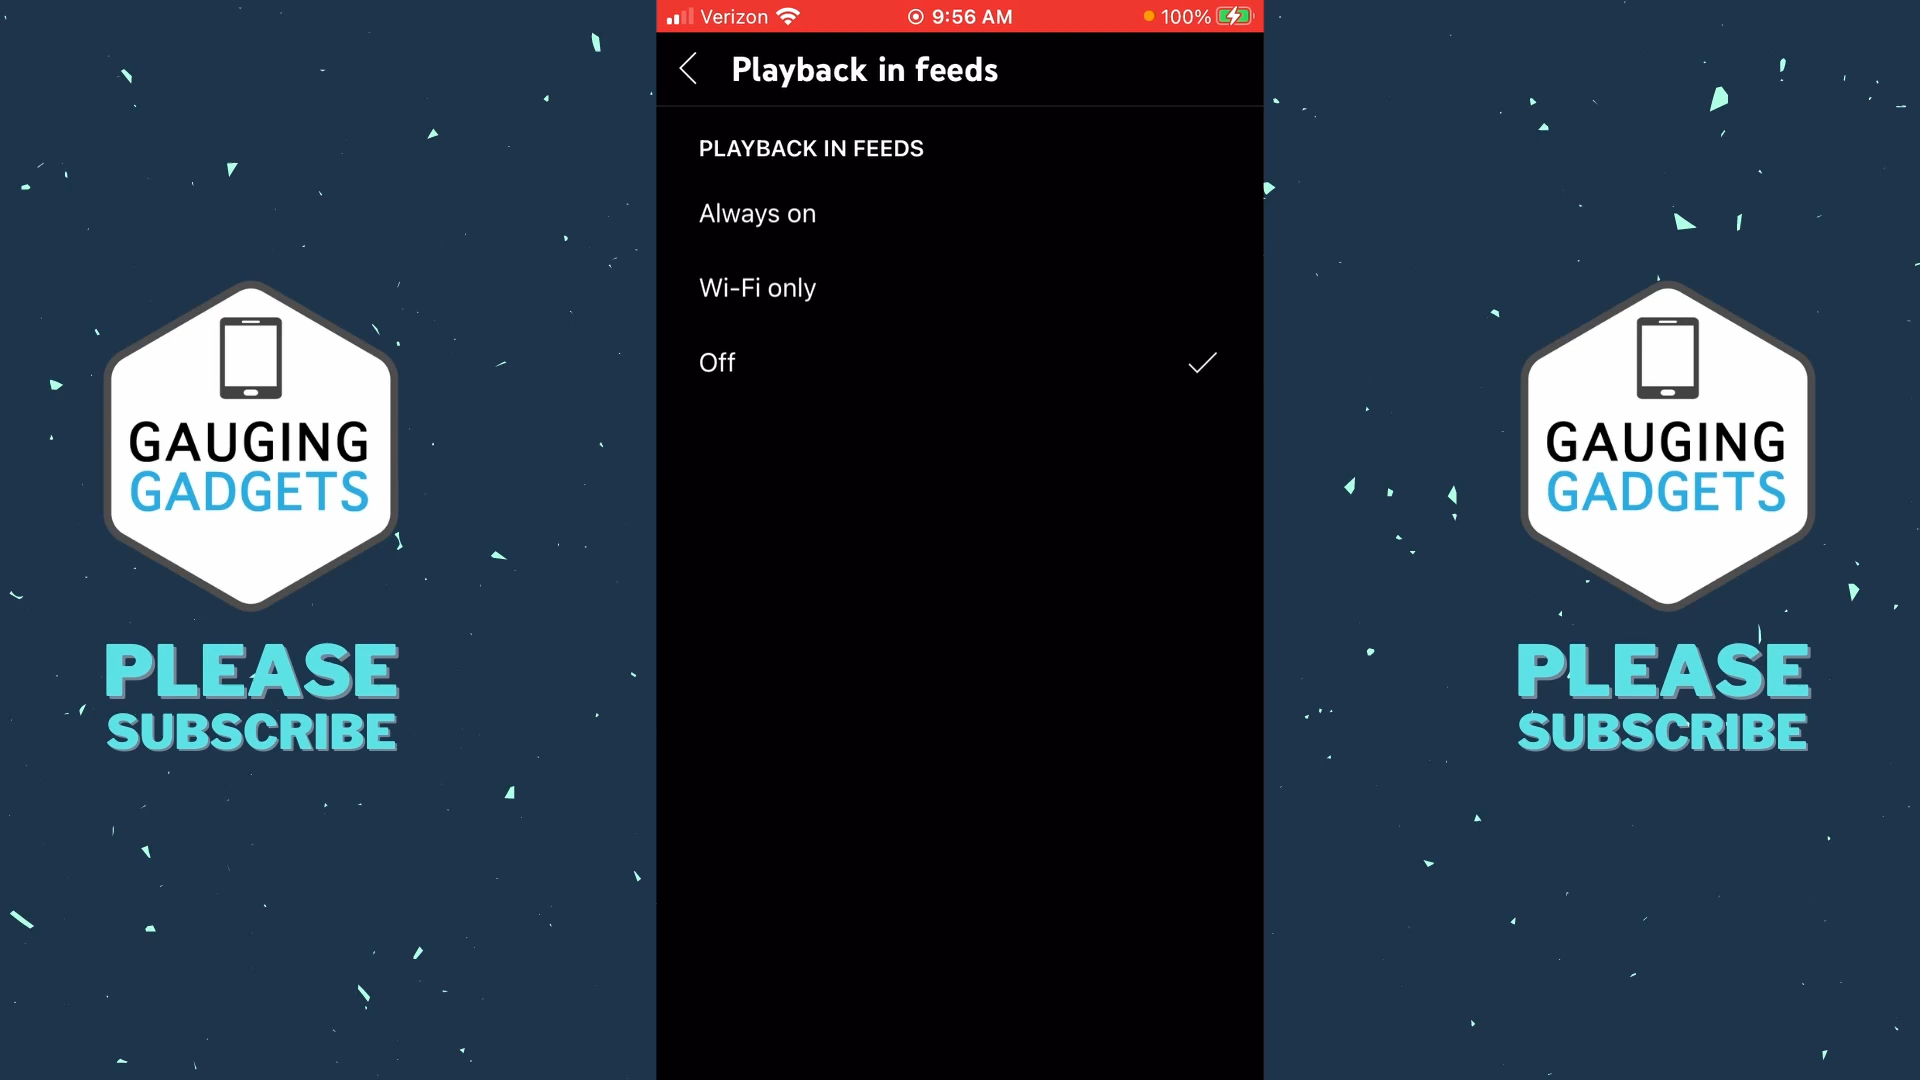 Verizon 9:56 AM 100%
Playback in feeds
PLAYBACK IN FEEDS
Always on
Wi-Fi only
Off
GAUGING
GADGETS
PLEASE
SUBSCRIBE
GAUGING
GADGETS
PLEASE
SUBSCRIBE